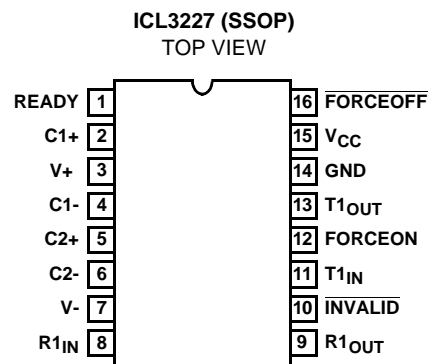 ICL3227 (SSOP)
TOP VIEW
READY 1
C1+ 2
V+ 3
C1- 4
C2+ 5
C2- 6
V- 7
R1IN 8
16 FORCEOFF
15 VCC
14 GND
13 T1OUT
12 FORCEON
11 T1IN
10 INVALID
9 R1OUT